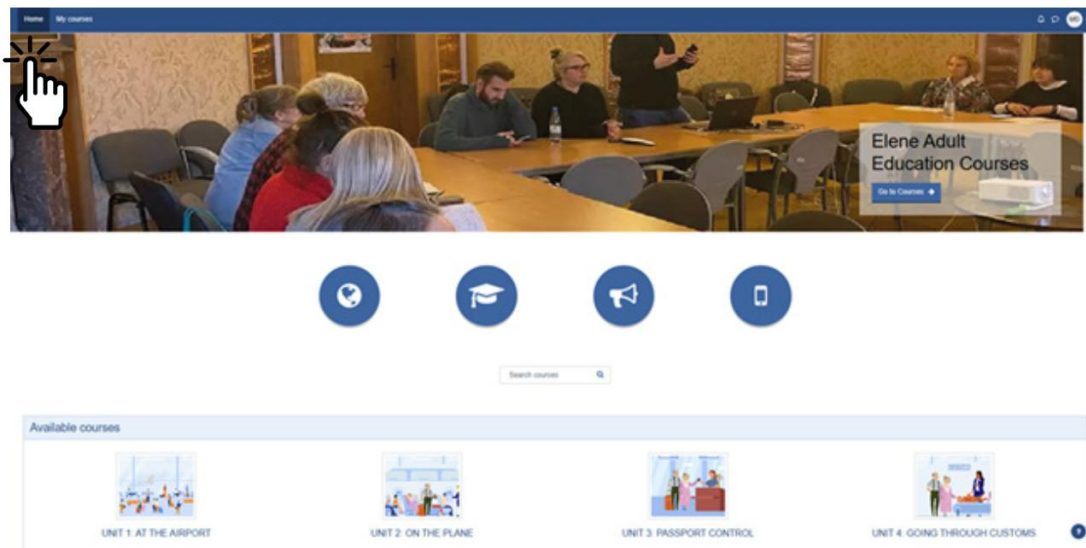 Home My courses
MD
Elene Adult
Education Courses
Go to Courses
Search courses
Available courses
UNIT 1: AT THE AIRPORT
UNIT 2: ON THE PLANE
UNIT 3: PASSPORT CONTROL
UNIT 4: GOING THROUGH CUSTOMS
?